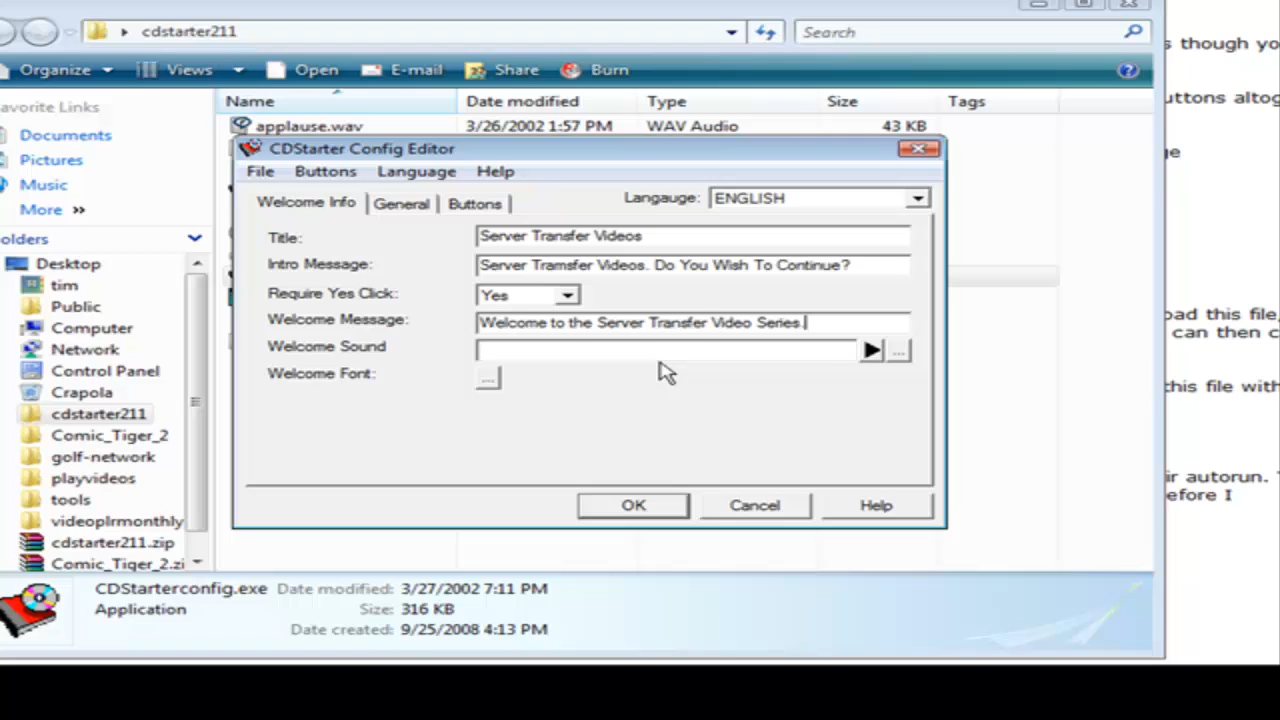 cdstarter211
Search
Organize Views Open E-mail Share Burn
avorite Links
Documents
Pictures
Music
More »
olders
Desktop
tim
Public
Computer
Network
Control Panel
Crapola
cdstarter211
Comic_Tiger_2
golf-network
playvideos
tools
videoplrmonthly
cdstarter211.zip
Comic_Tiger_2.zi
Name Date modified Type Size Tags
applause.wav 3/26/2002 1:57 PM WAV Audio 43 KB
CDStarter Config Editor
File Buttons Language Help
Welcome Info General Buttons Langauge: ENGLISH
Title: Server Transfer Videos
Intro Message: Server Tramsfer Videos. Do You Wish To Continue?
Require Yes Click: Yes
Welcome Message: Welcome to the Server Transfer Video Series.
Welcome Sound ...
Welcome Font: ...
OK Cancel Help
CDStarterconfig.exe Date modified: 3/27/2002 7:11 PM
Application Size: 316 KB
Date created: 9/25/2008 4:13 PM
s though yo
uttons altog
ge
oad this file,
can then c
this file with
ir autorun.
efore I